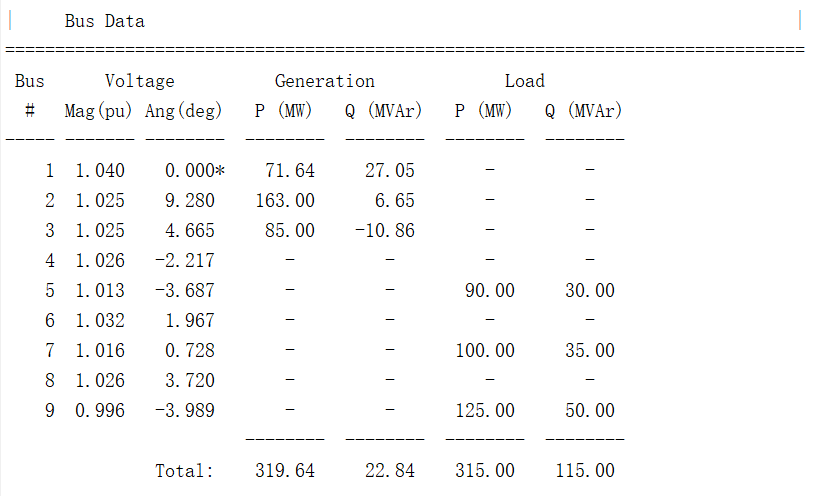 | Bus Data |
================================================================================
Bus Voltage Generation Load
# Mag(pu) Ang(deg) P (MW) Q (MVAr) P (MW) Q (MVAr)
----- ------- -------- -------- -------- -------- --------
1 1.040 0.000* 71.64 27.05 - -
2 1.025 9.280 163.00 6.65 - -
3 1.025 4.665 85.00 -10.86 - -
4 1.026 -2.217 - - - -
5 1.013 -3.687 - - 90.00 30.00
6 1.032 1.967 - - - -
7 1.016 0.728 - - 100.00 35.00
8 1.026 3.720 - - - -
9 0.996 -3.989 - - 125.00 50.00
-------- -------- -------- --------
Total: 319.64 22.84 315.00 115.00